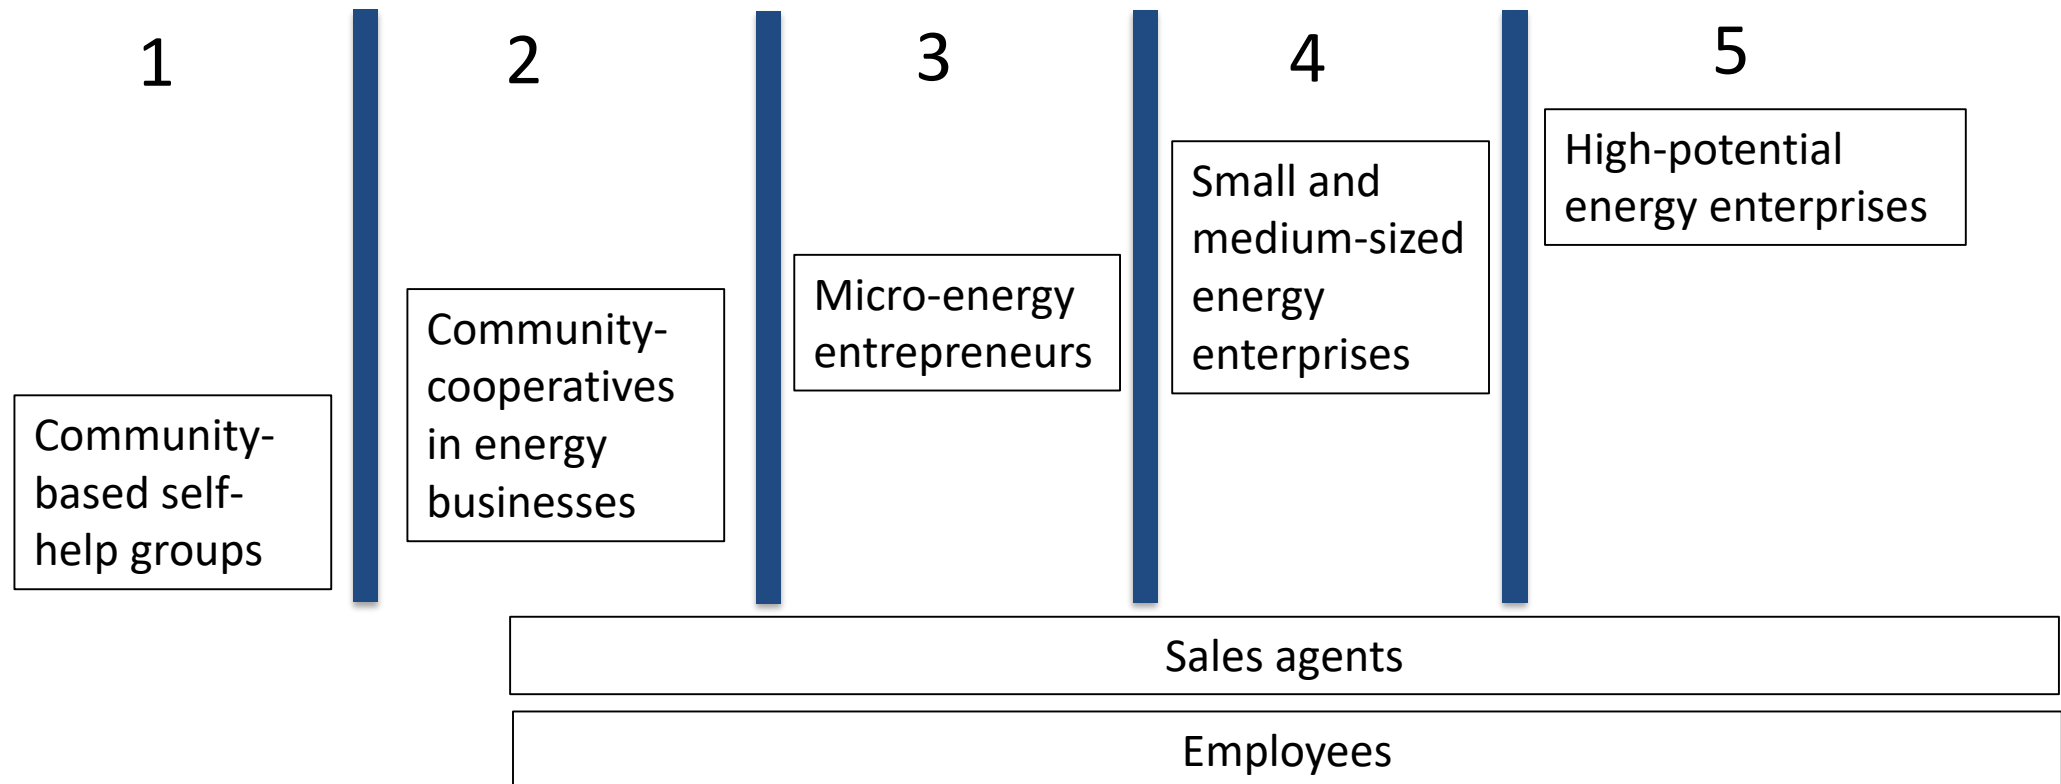 1
2
3
4
5
Community-
based self-
help groups
Community-
cooperatives
in energy
businesses
Micro-energy
entrepreneurs
Small and
medium-sized
energy
enterprises
High-potential
energy enterprises
Sales agents
Employees